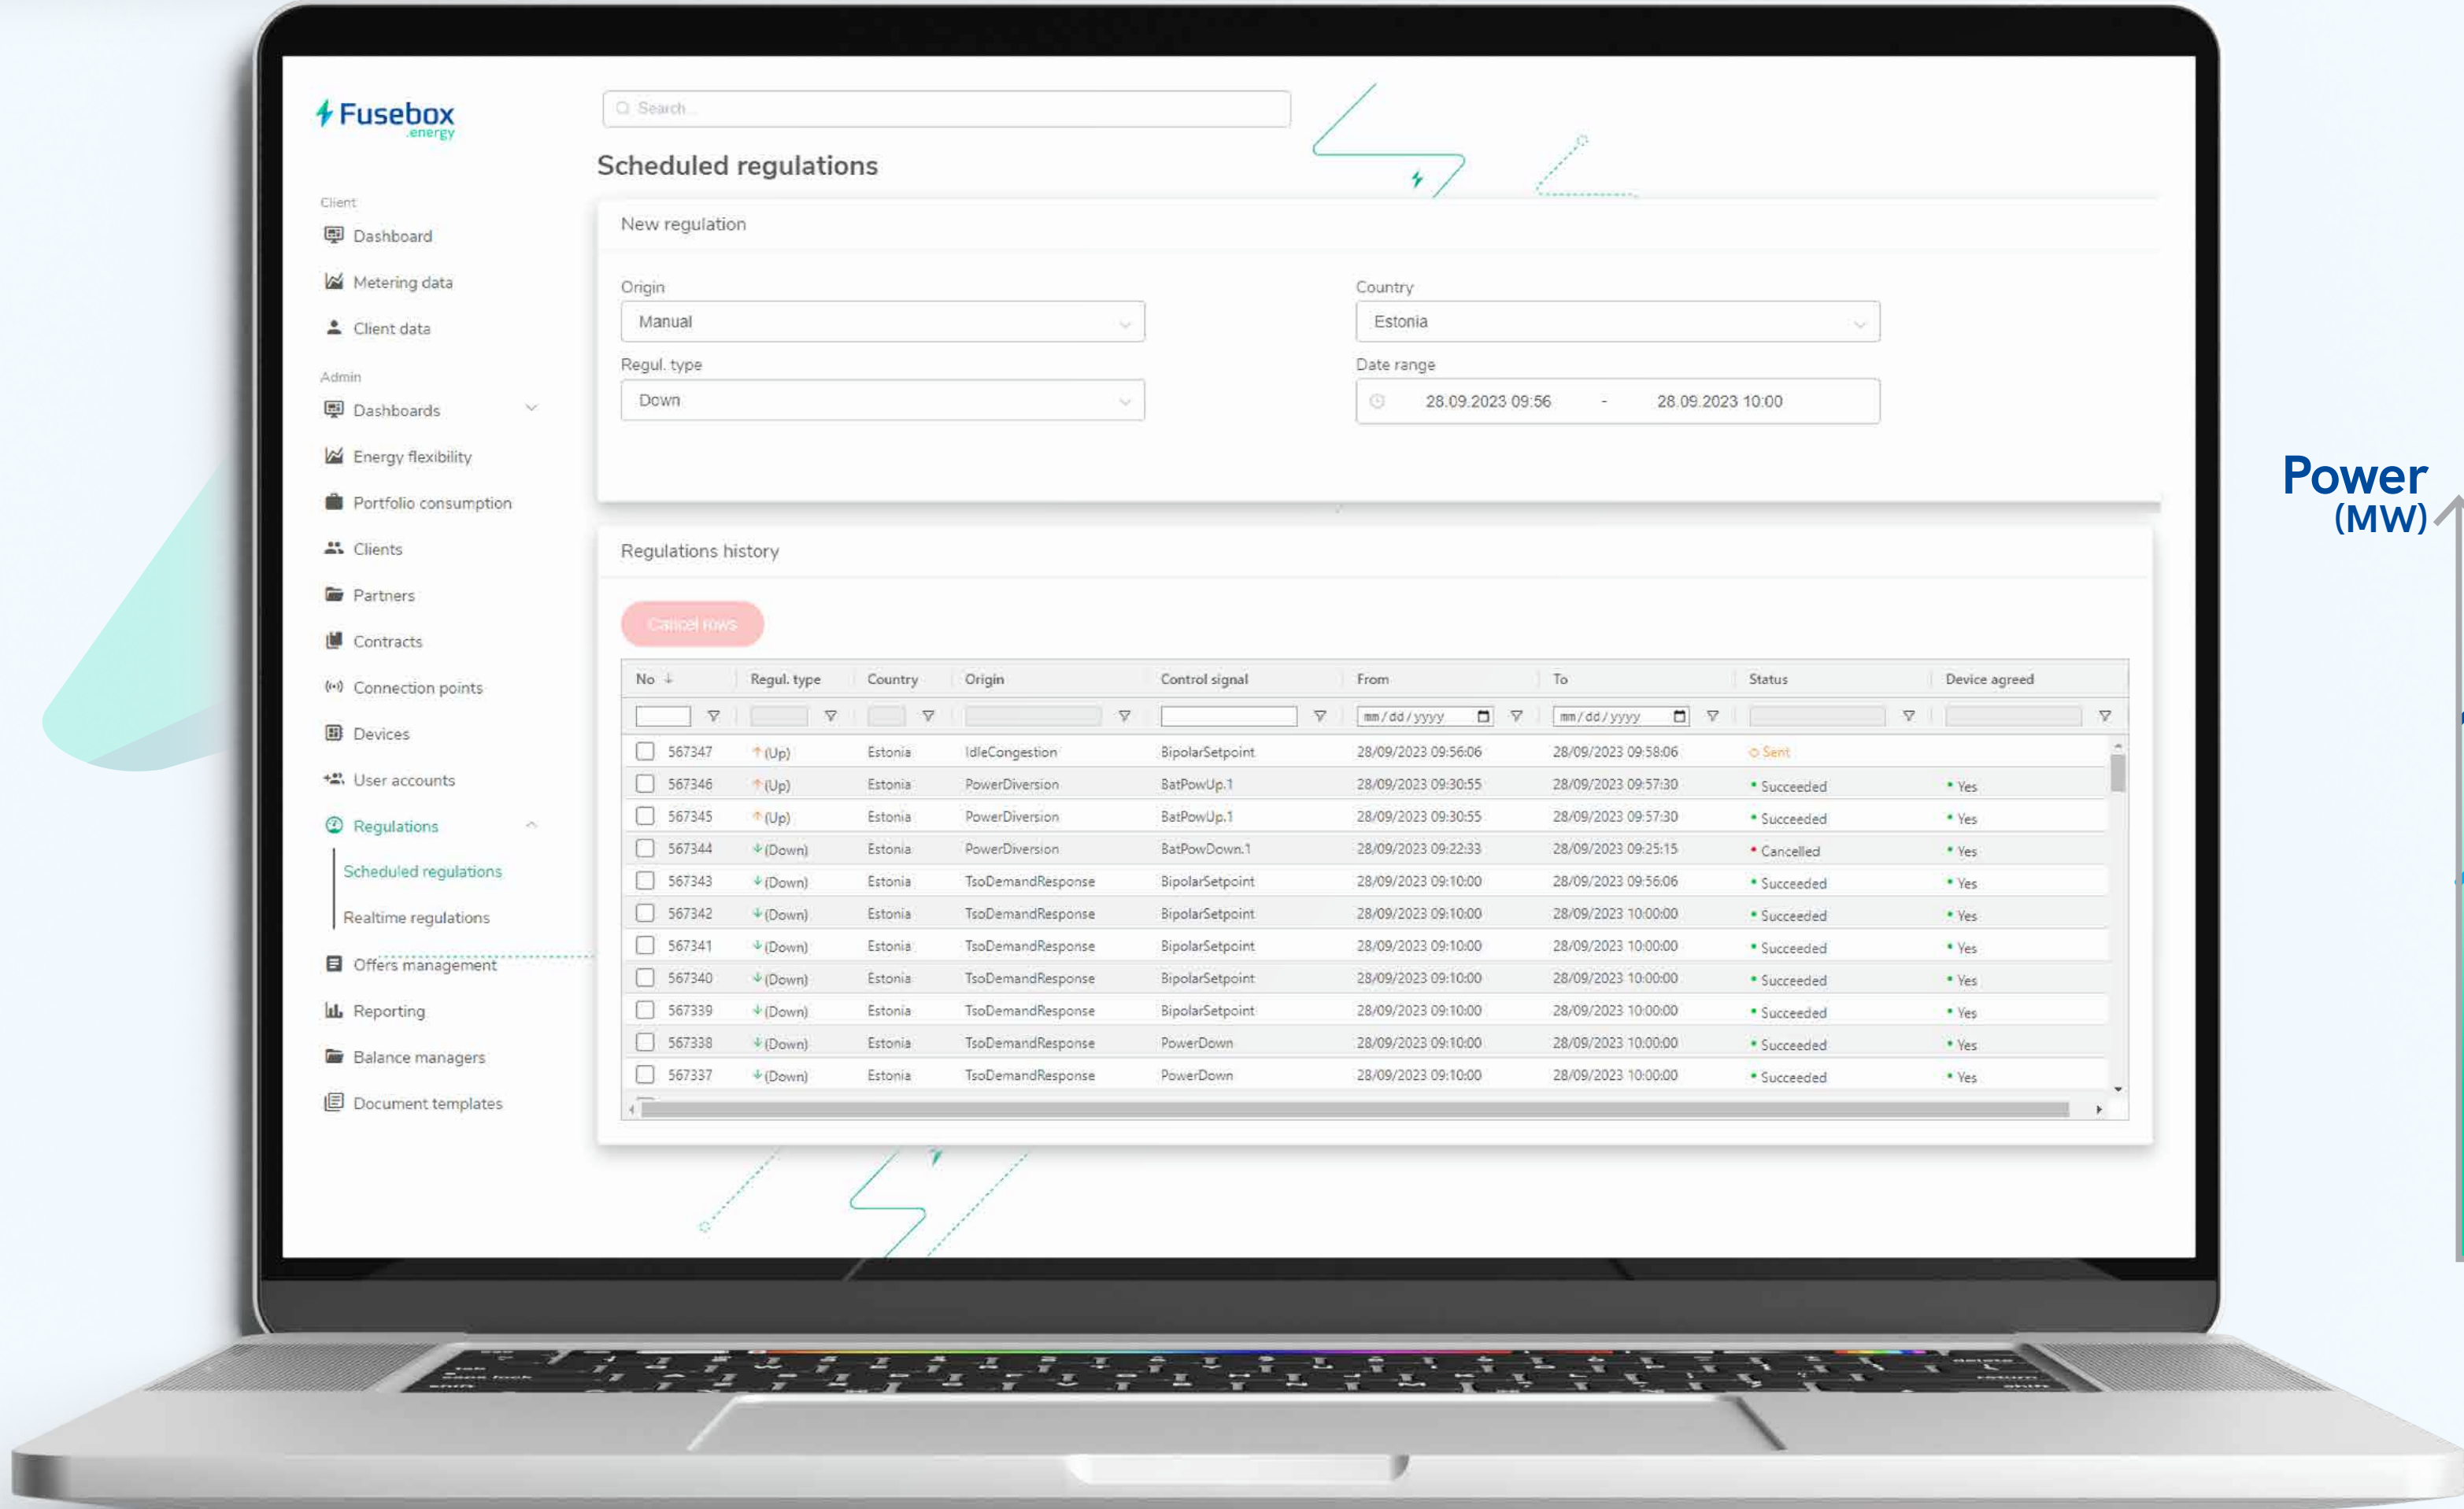 Fusebox
.energy
Search...
Scheduled regulations
Client
Dashboard
Metering data
Client data
Admin
Dashboards
Energy flexibility
Portfolio consumption
Clients
Partners
Contracts
Connection points
Devices
User accounts
Regulations
Scheduled regulations
Realtime regulations
Offers management
Reporting
Balance managers
Document templates
New regulation
Origin
Manual
Country
Estonia
Regul. type
Down
Date range
28.09.2023 09:56 - 28.09.2023 10:00
Regulations history
Cancel rows
No Regul. type Country Origin Control signal From To Status Device agreed
mm/dd/yyyy mm/dd/yyyy
567347 (Up) Estonia IdleCongestion BipolarSetpoint 28/09/2023 09:56:06 28/09/2023 09:58:06 Sent
567346 (Up) Estonia PowerDiversion BatPowUp.1 28/09/2023 09:30:55 28/09/2023 09:57:30 Succeeded Yes
567345 (Up) Estonia PowerDiversion BatPowUp.1 28/09/2023 09:30:55 28/09/2023 09:57:30 Succeeded Yes
567344 (Down) Estonia PowerDiversion BatPowDown.1 28/09/2023 09:22:33 28/09/2023 09:25:15 Cancelled Yes
567343 (Down) Estonia TsoDemandResponse BipolarSetpoint 28/09/2023 09:10:00 28/09/2023 09:56:06 Succeeded Yes
567342 (Down) Estonia TsoDemandResponse BipolarSetpoint 28/09/2023 09:10:00 28/09/2023 10:00:00 Succeeded Yes
567341 (Down) Estonia TsoDemandResponse BipolarSetpoint 28/09/2023 09:10:00 28/09/2023 10:00:00 Succeeded Yes
567340 (Down) Estonia TsoDemandResponse BipolarSetpoint 28/09/2023 09:10:00 28/09/2023 10:00:00 Succeeded Yes
567339 (Down) Estonia TsoDemandResponse BipolarSetpoint 28/09/2023 09:10:00 28/09/2023 10:00:00 Succeeded Yes
567338 (Down) Estonia TsoDemandResponse PowerDown 28/09/2023 09:10:00 28/09/2023 10:00:00 Succeeded Yes
567337 (Down) Estonia TsoDemandResponse PowerDown 28/09/2023 09:10:00 28/09/2023 10:00:00 Succeeded Yes
Power
(MW)
tab
caps lock
shift
delete
return
shift